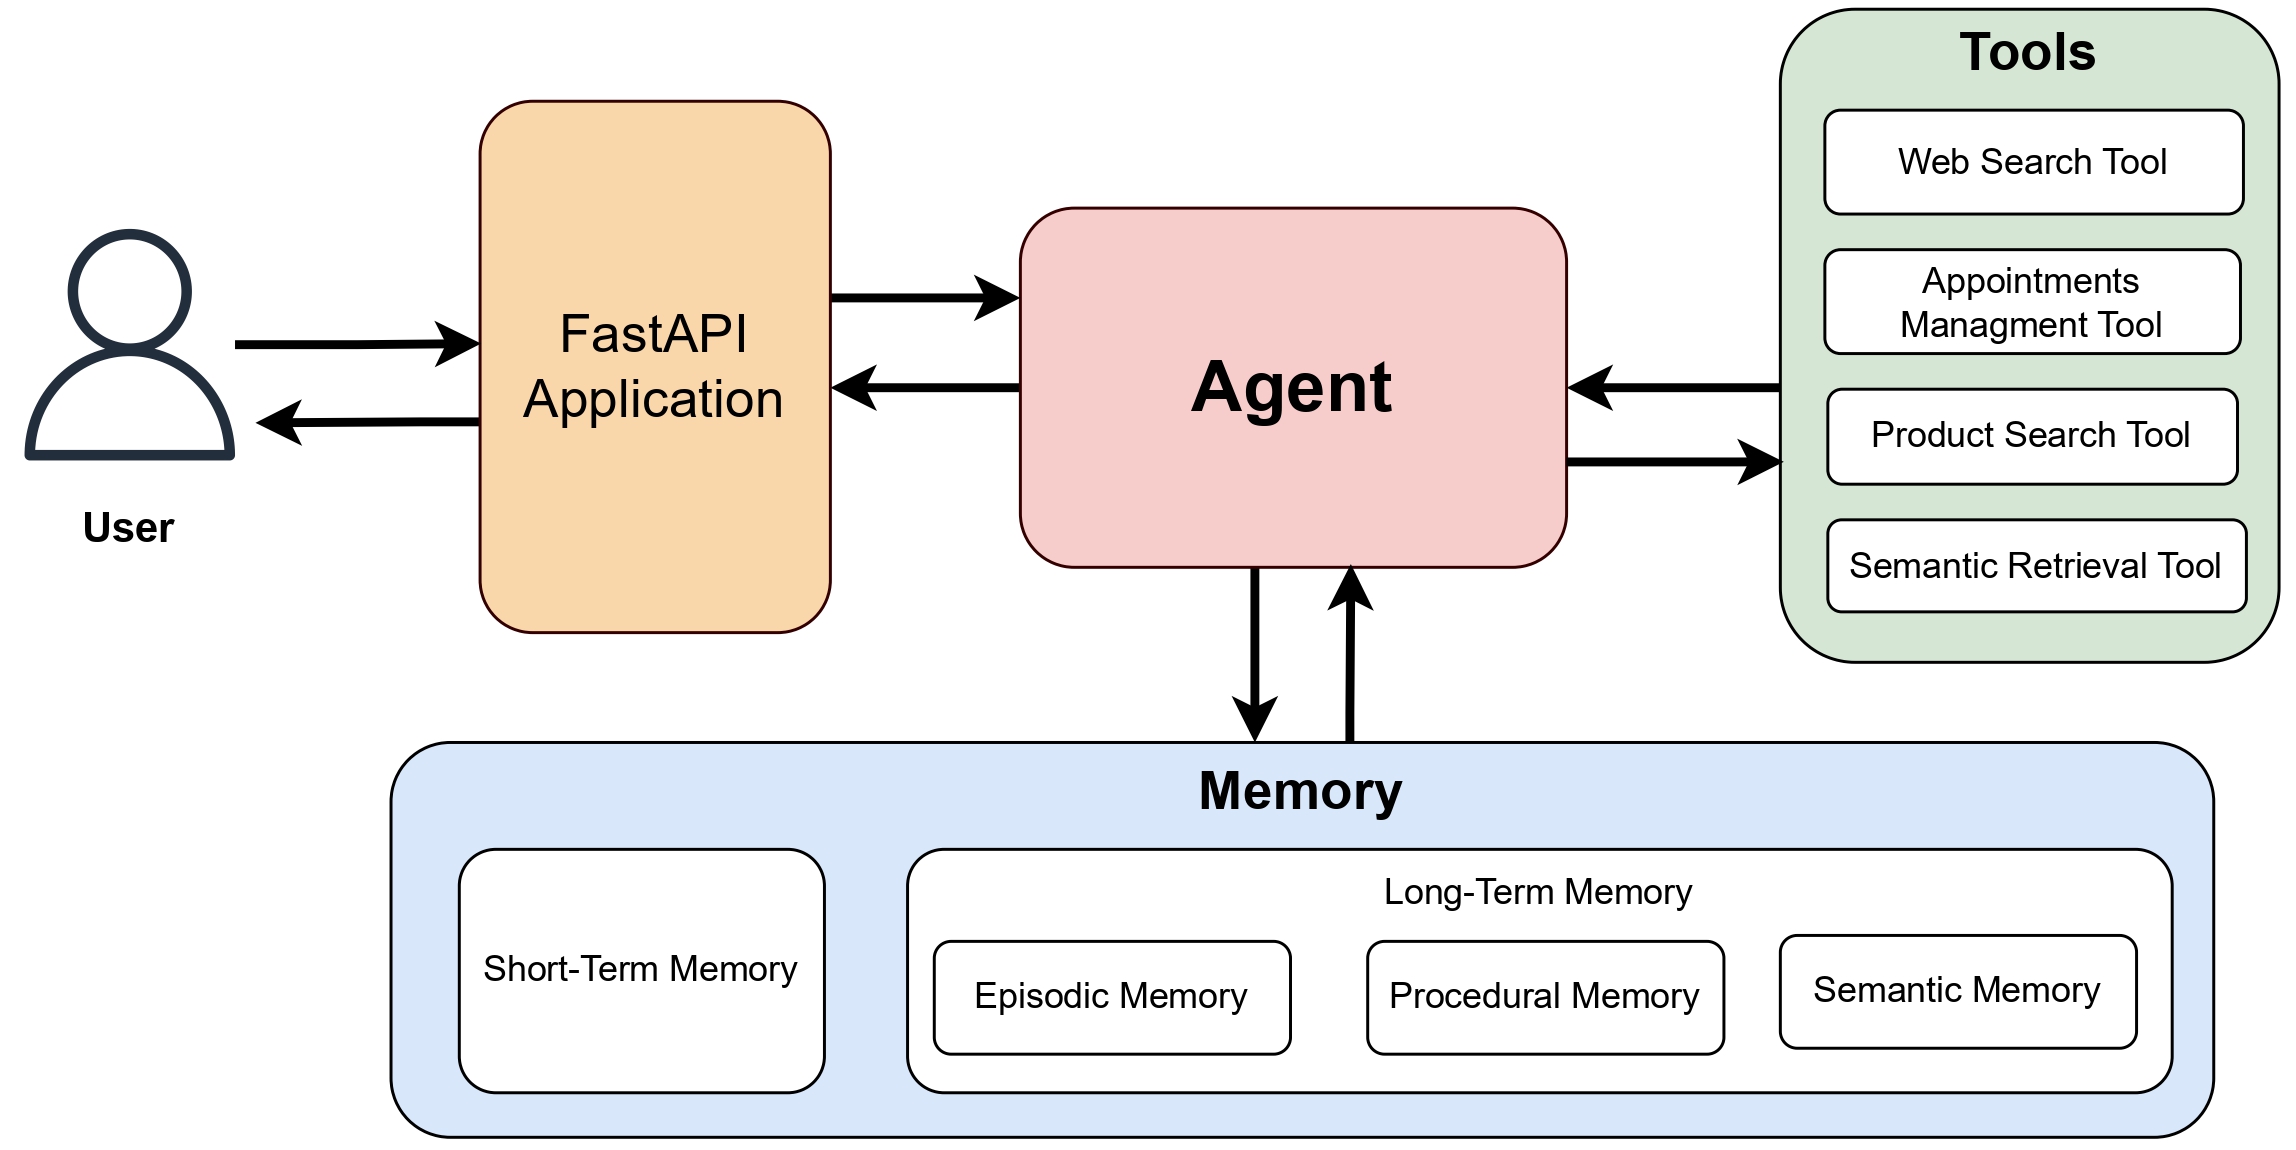 User
FastAPI
Application
Agent
Tools
Web Search Tool
Appointments
Managment Tool
Product Search Tool
Semantic Retrieval Tool
Memory
Short-Term Memory
Long-Term Memory
Episodic Memory
Procedural Memory
Semantic Memory